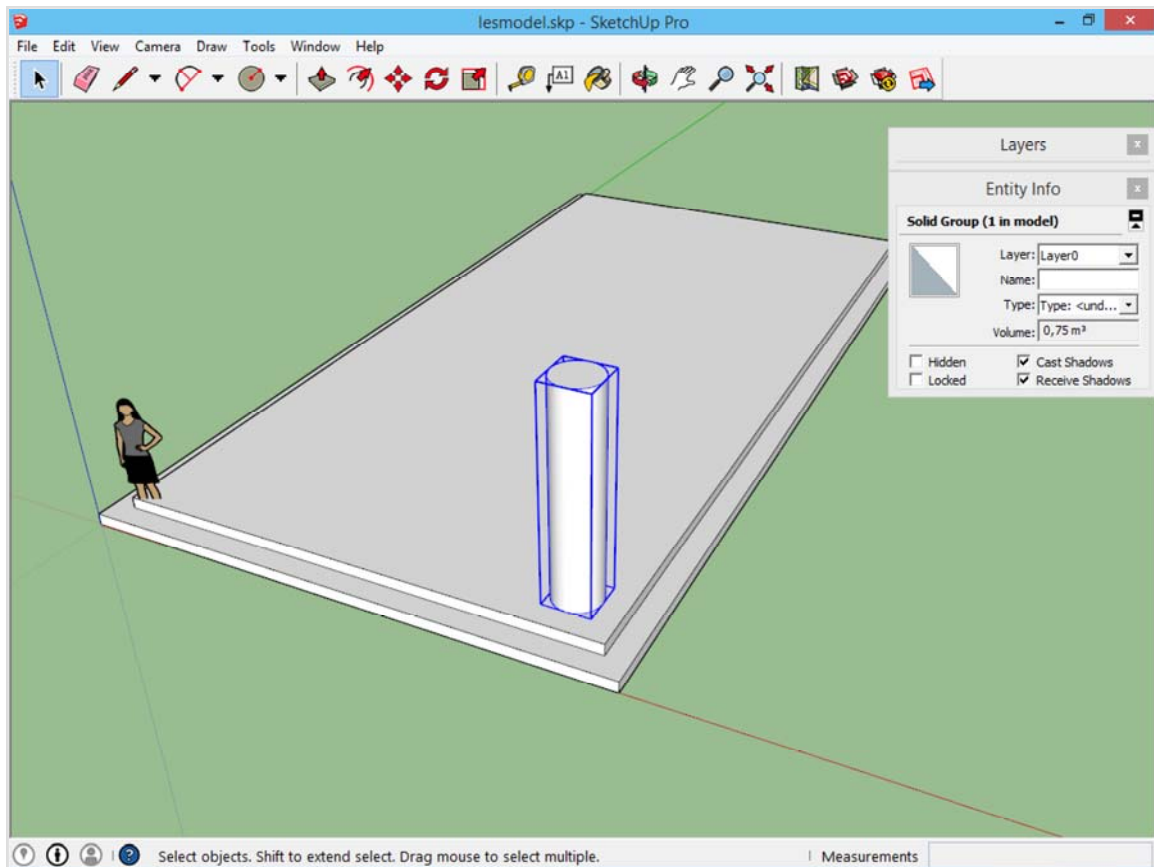 lesmodel.skp - SketchUp Pro
File Edit View Camera Draw Tools Window Help
A1
Layers
Entity Info
Solid Group (1 in model)
Layer: Layer0
Name:
Type: Type: <und...
Volume: 0,75 m³
Hidden Cast Shadows
Locked Receive Shadows
Select objects. Shift to extend select. Drag mouse to select multiple. Measurements